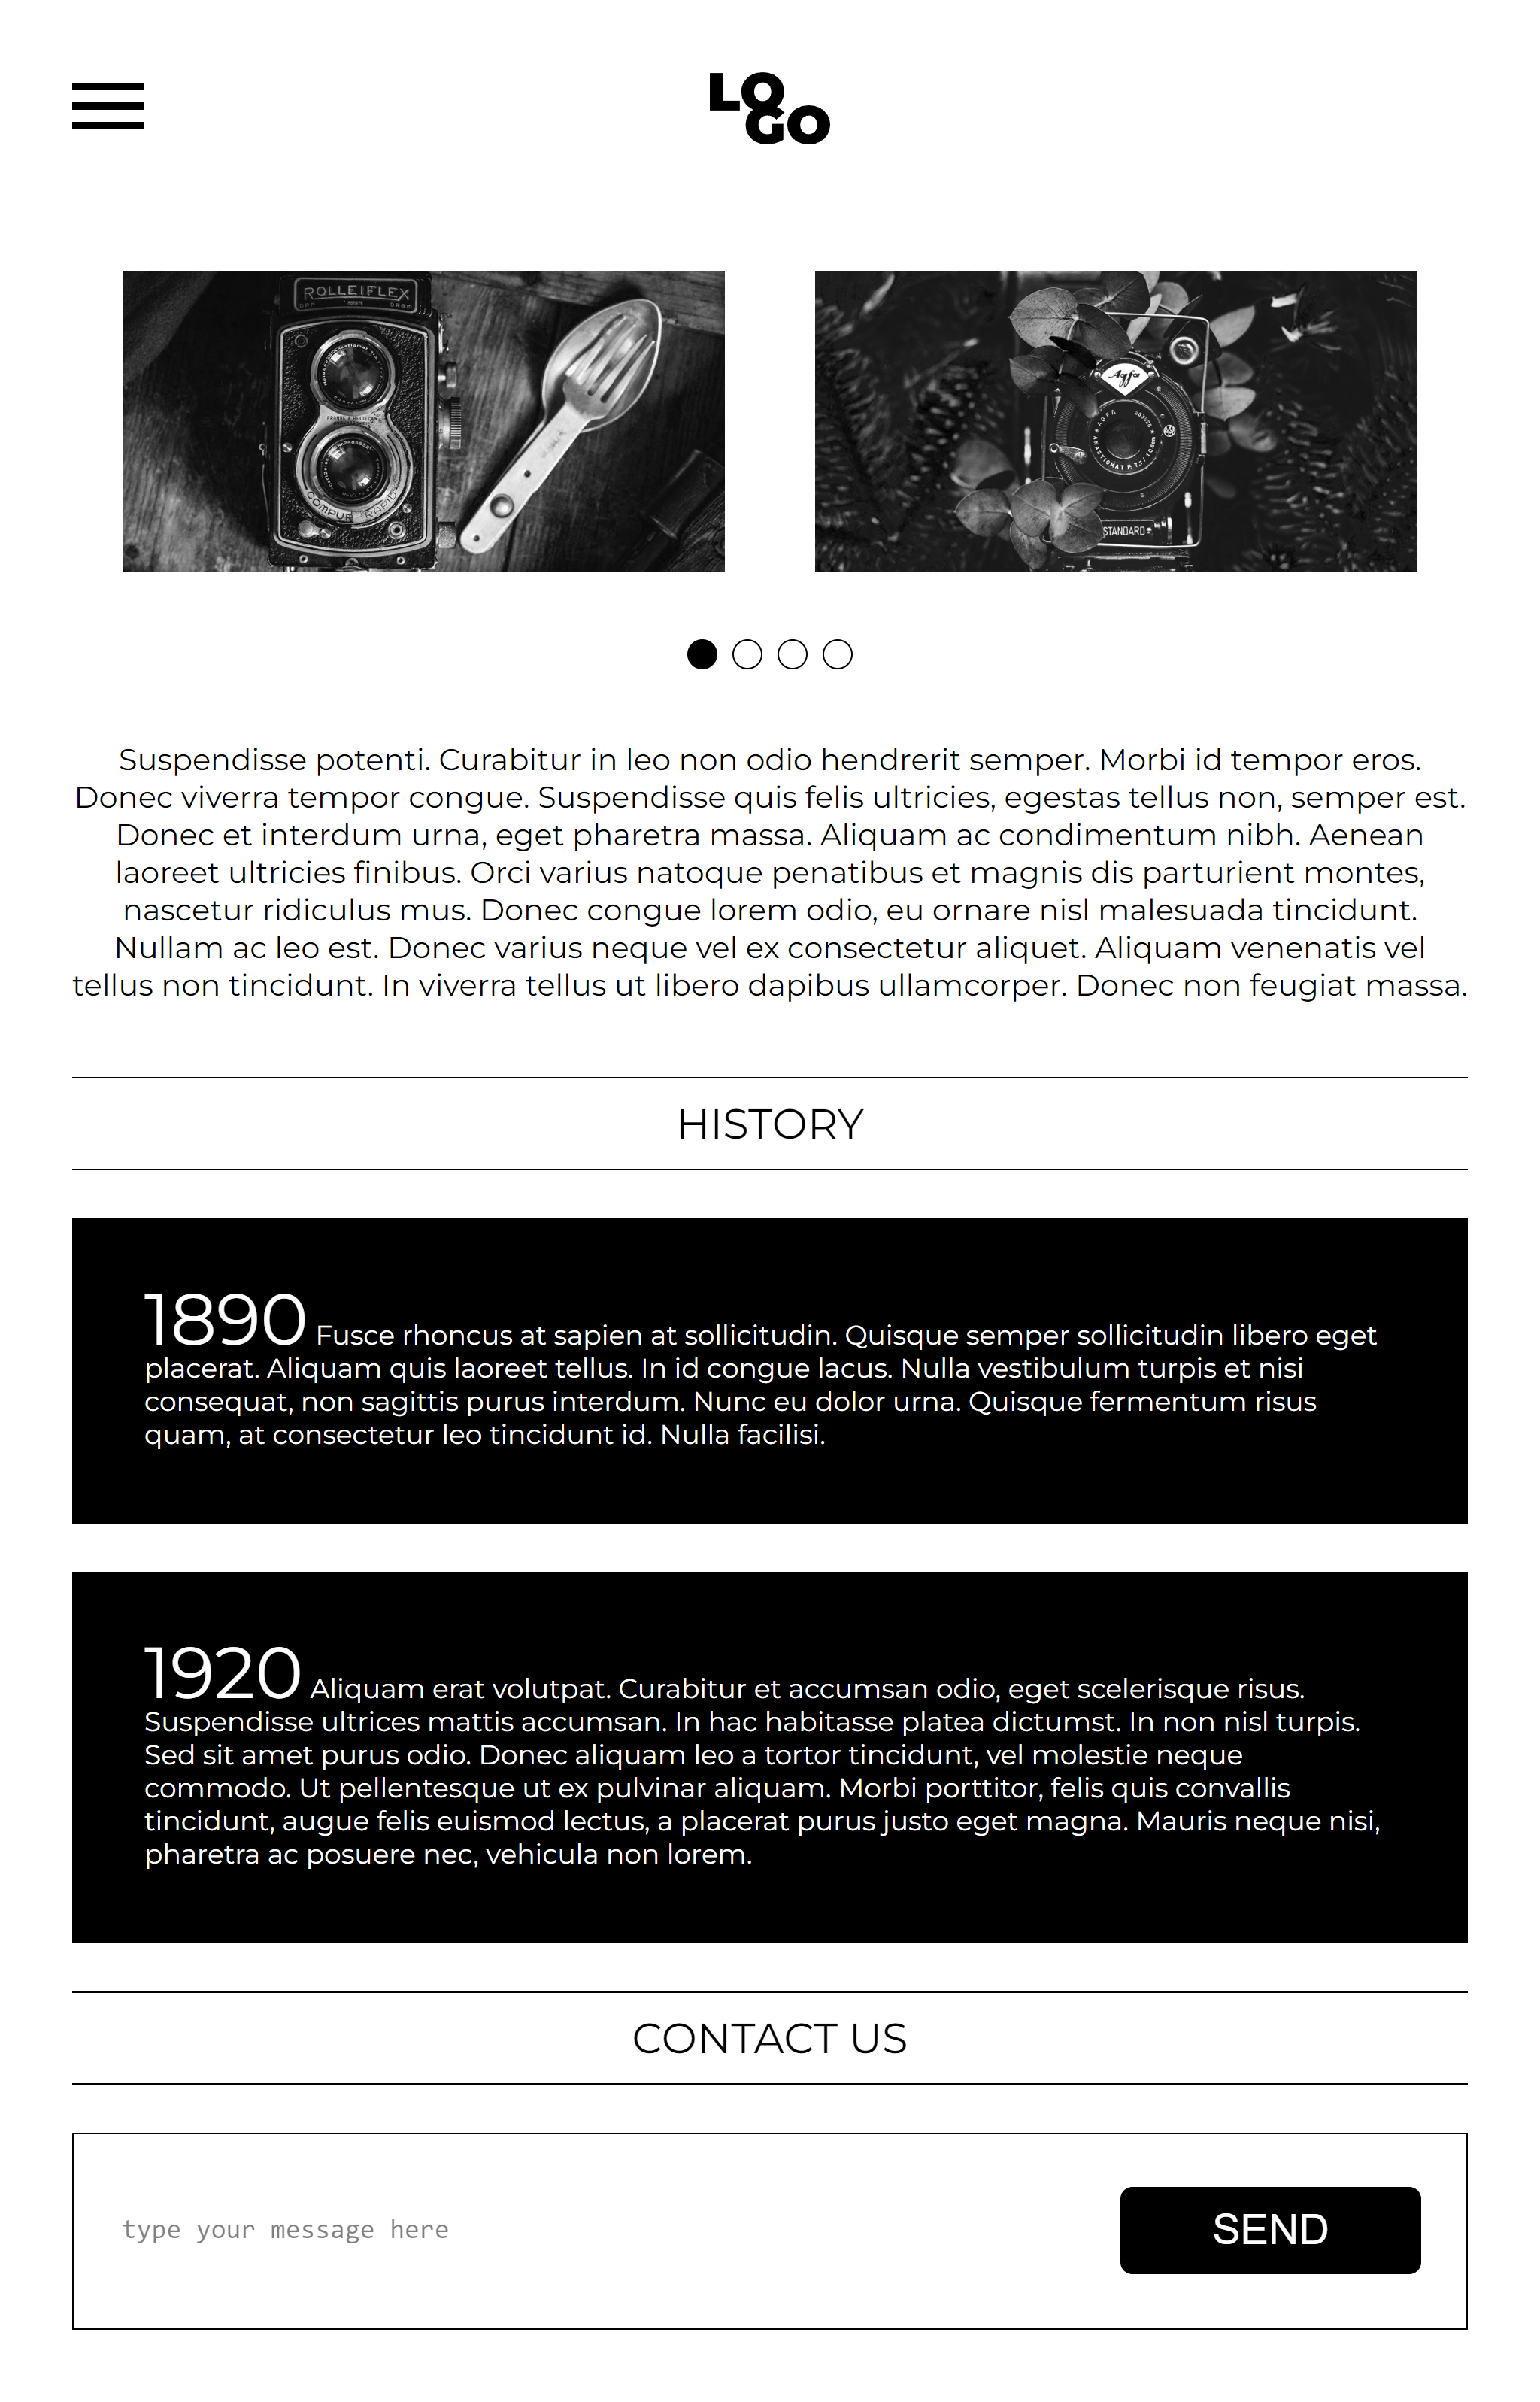 LO
GO
ROLLEIFLEX
DRP DRGM
COMPUR RAPID
Agfa
AGFA
STANDARD
Suspendisse potenti. Curabitur in leo non odio hendrerit semper. Morbi id tempor eros.
Donec viverra tempor congue. Suspendisse quis felis ultricies, egestas tellus non, semper est.
Donec et interdum urna, eget pharetra massa. Aliquam ac condimentum nibh. Aenean
laoreet ultricies finibus. Orci varius natoque penatibus et magnis dis parturient montes,
nascetur ridiculus mus. Donec congue lorem odio, eu ornare nisl malesuada tincidunt.
Nullam ac leo est. Donec varius neque vel ex consectetur aliquet. Aliquam venenatis vel
tellus non tincidunt. In viverra tellus ut libero dapibus ullamcorper. Donec non feugiat massa.
HISTORY
1890 Fusce rhoncus at sapien at sollicitudin. Quisque semper sollicitudin libero eget
placerat. Aliquam quis laoreet tellus. In id congue lacus. Nulla vestibulum turpis et nisi
consequat, non sagittis purus interdum. Nunc eu dolor urna. Quisque fermentum risus
quam, at consectetur leo tincidunt id. Nulla facilisi.
1920 Aliquam erat volutpat. Curabitur et accumsan odio, eget scelerisque risus.
Suspendisse ultrices mattis accumsan. In hac habitasse platea dictumst. In non nisl turpis.
Sed sit amet purus odio. Donec aliquam leo a tortor tincidunt, vel molestie neque
commodo. Ut pellentesque ut ex pulvinar aliquam. Morbi porttitor, felis quis convallis
tincidunt, augue felis euismod lectus, a placerat purus justo eget magna. Mauris neque nisi,
pharetra ac posuere nec, vehicula non lorem.
CONTACT US
type your message here
SEND